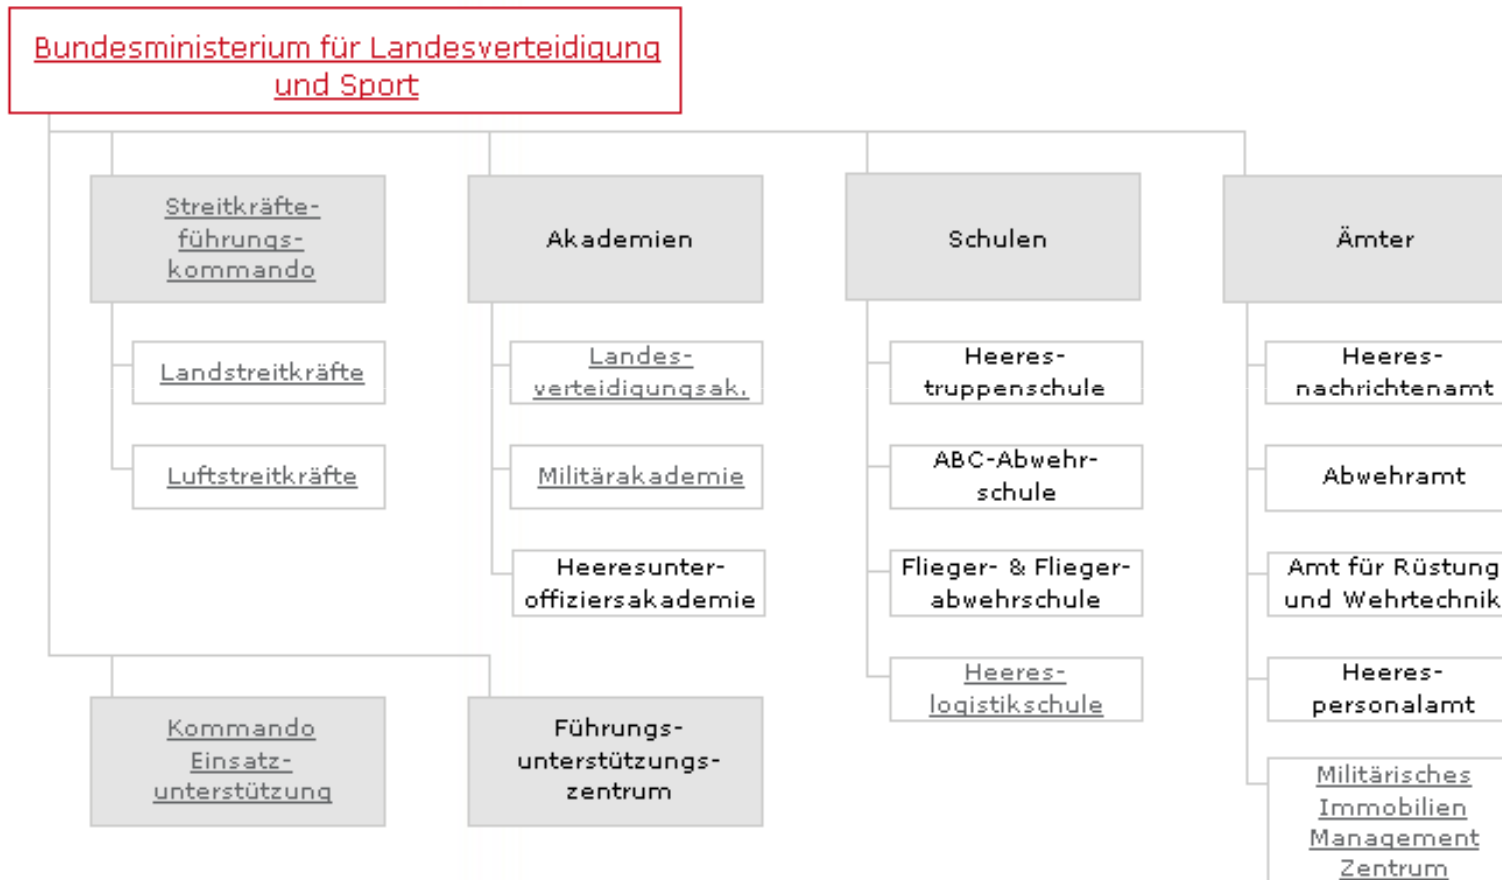 Bundesministerium für Landesverteidigung
und Sport
Streitkräfte-
führungs-
kommando
Landstreitkräfte
Luftstreitkräfte
Akademien
Landes-
verteidigungsak.
Militärakademie
Heeresunter-
offiziersakademie
Schulen
Heeres-
truppenschule
ABC-Abwehr-
schule
Flieger- & Flieger-
abwehrschule
Heeres-
logistikschule
Ämter
Heeres-
nachrichtenamt
Abwehramt
Amt für Rüstung
und Wehrtechnik
Heeres-
personalamt
Militärisches
Immobilien
Management
Zentrum
Kommando
Einsatz-
unterstützung
Führungs-
unterstützungs-
zentrum